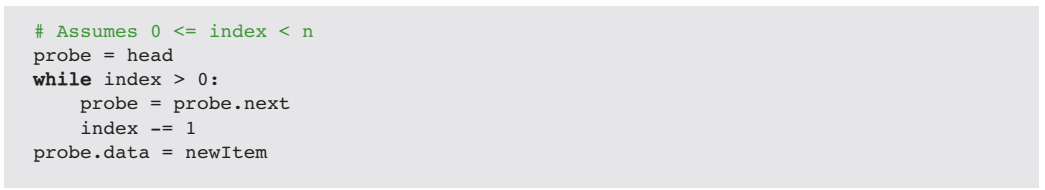 # Assumes 0 <= index < n
probe = head
while index > 0:
    probe = probe.next
    index -= 1
probe.data = newItem